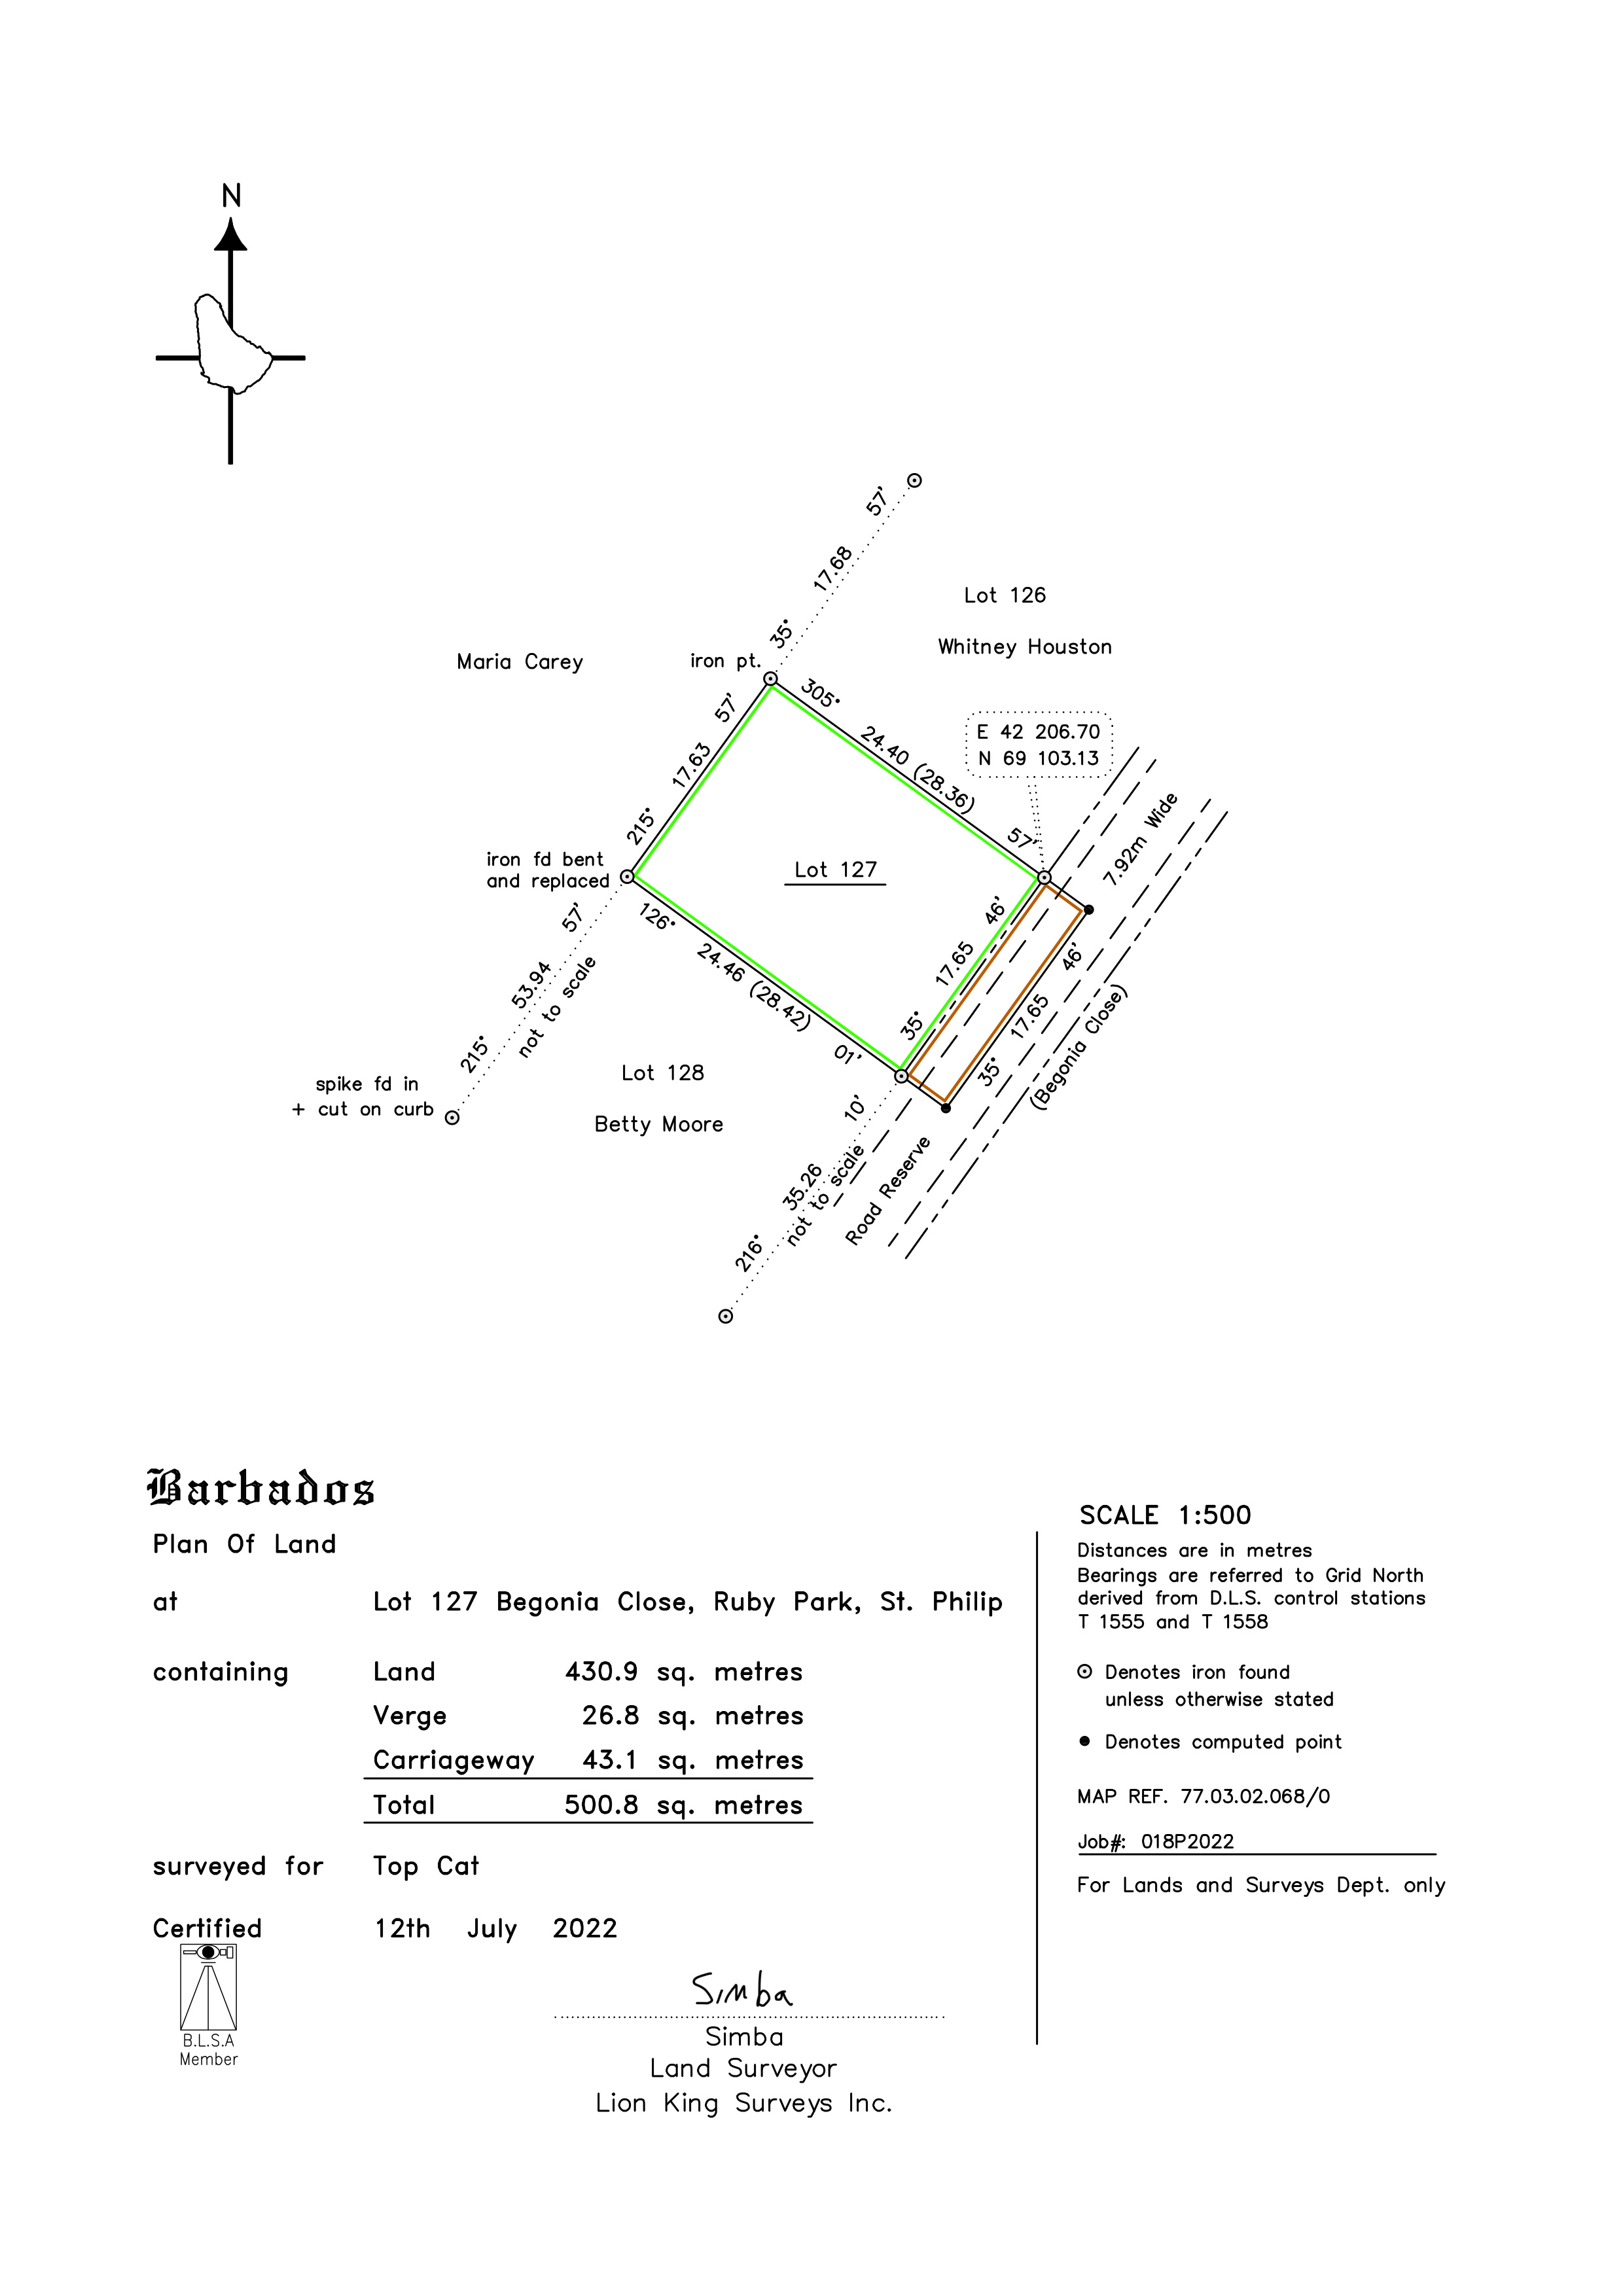 N
57'
17.68
35°
Lot 126
Whitney Houston
Maria Carey
iron pt.
305°
24.40 (28.36)
57'
E 42 206.70
N 69 103.13
57'
17.63
215°
7.92m Wide
iron fd bent
and replaced
Lot 127
126°
24.46 (28.42)
01'
46'
17.65
35°
46'
17.65
35°
(Begonia Close)
57'
53.94
215°
not to scale
spike fd in
+ cut on curb
Lot 128
Betty Moore
10'
35.26
216°
not to scale
Road Reserve
Barbados
Plan Of Land
at Lot 127 Begonia Close, Ruby Park, St. Philip
containing Land 430.9 sq. metres
Verge 26.8 sq. metres
Carriageway 43.1 sq. metres
Total 500.8 sq. metres
surveyed for Top Cat
Certified 12th July 2022
B.L.S.A
Member
Simba
Simba
Land Surveyor
Lion King Surveys Inc.
SCALE 1:500
Distances are in metres
Bearings are referred to Grid North
derived from D.L.S. control stations
T 1555 and T 1558
Denotes iron found
unless otherwise stated
Denotes computed point
MAP REF. 77.03.02.068/0
Job#: 018P2022
For Lands and Surveys Dept. only